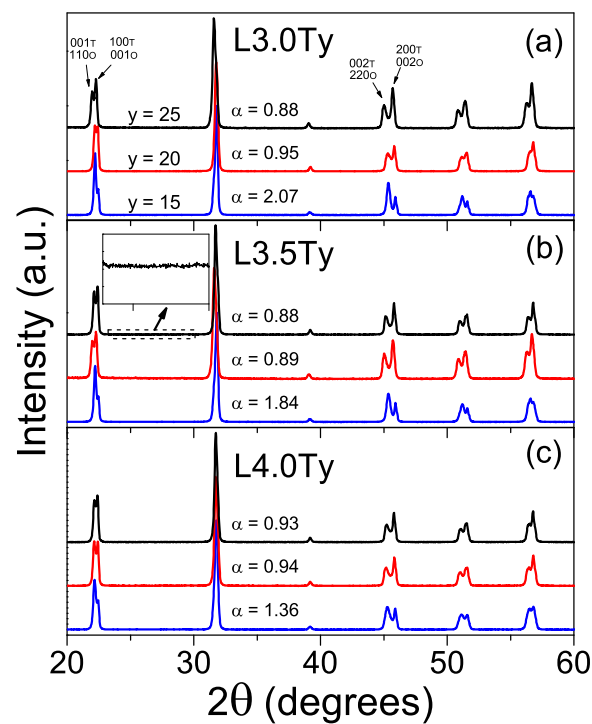 L3.0Ty
(a)
001T
110O
100T
001O
002T
220O
200T
002O
y = 25
α = 0.88
y = 20
α = 0.95
y = 15
α = 2.07
L3.5Ty
(b)
α = 0.88
α = 0.89
α = 1.84
L4.0Ty
(c)
α = 0.93
α = 0.94
α = 1.36
Intensity (a.u.)
20 30 40 50 60
2θ (degrees)